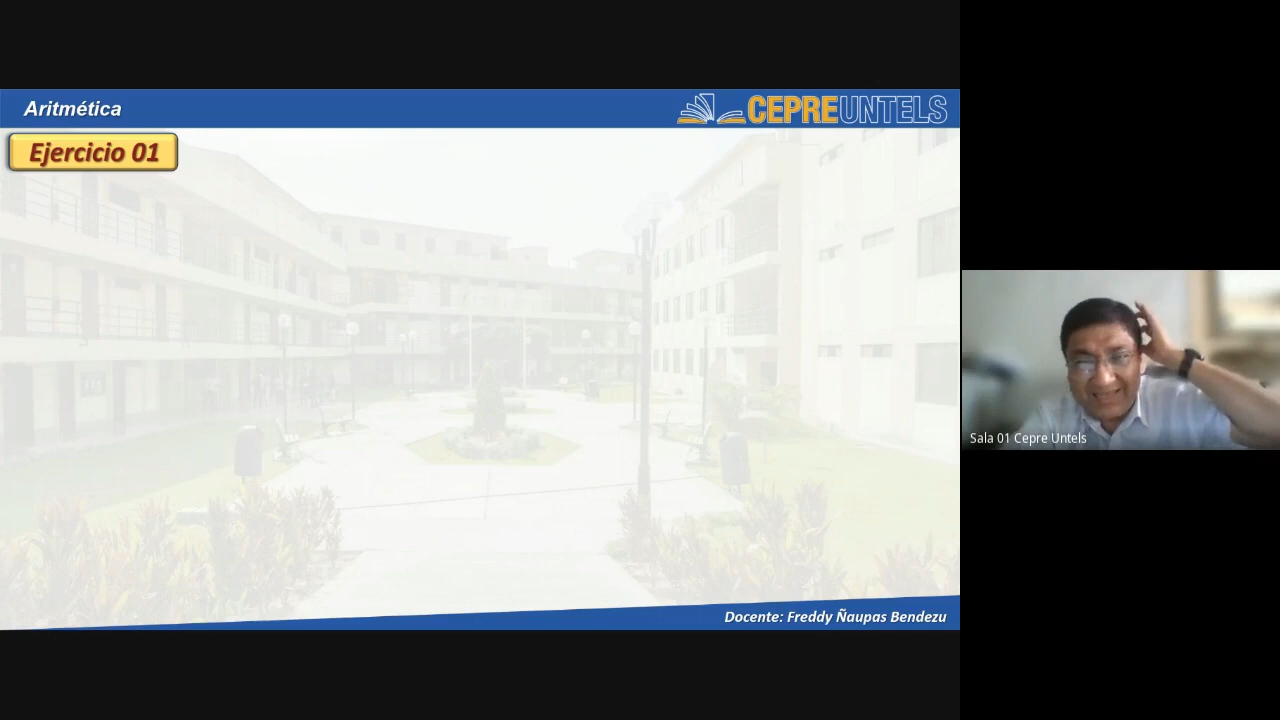 Aritmética
CEPREUNTELS
Ejercicio 01
Sala 01 Cepre Untels
Docente: Freddy Ñaupas Bendezu